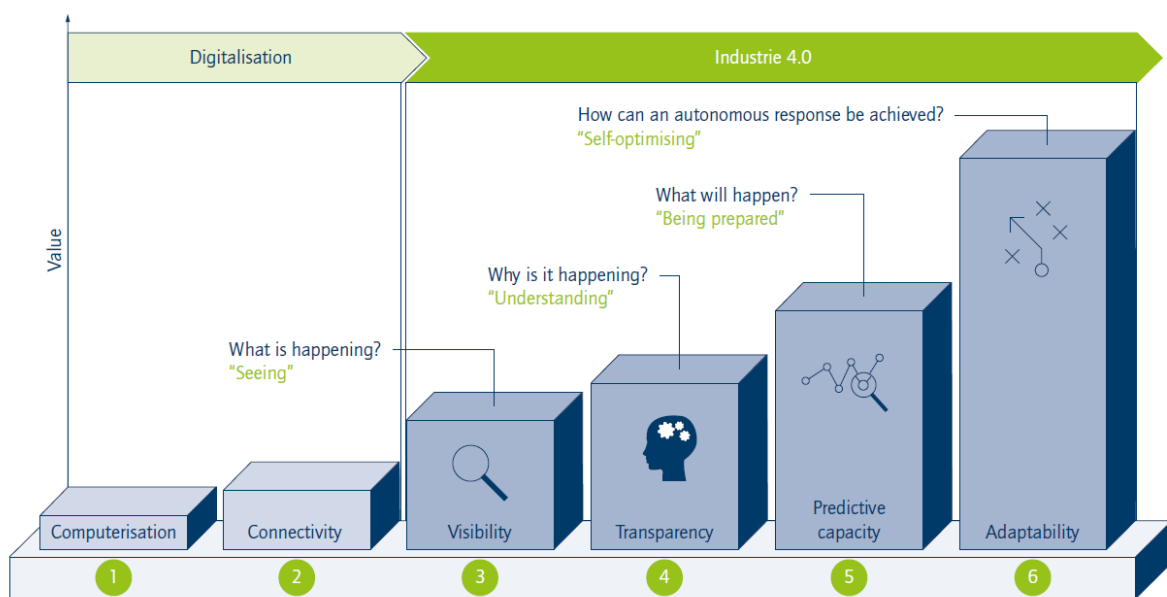 Digitalisation
Industrie 4.0
Value
How can an autonomous response be achieved?
"Self-optimising"
What will happen?
"Being prepared"
Why is it happening?
"Understanding"
What is happening?
"Seeing"
Computerisation
Connectivity
Visibility
Transparency
Predictive
capacity
Adaptability
1
2
3
4
5
6